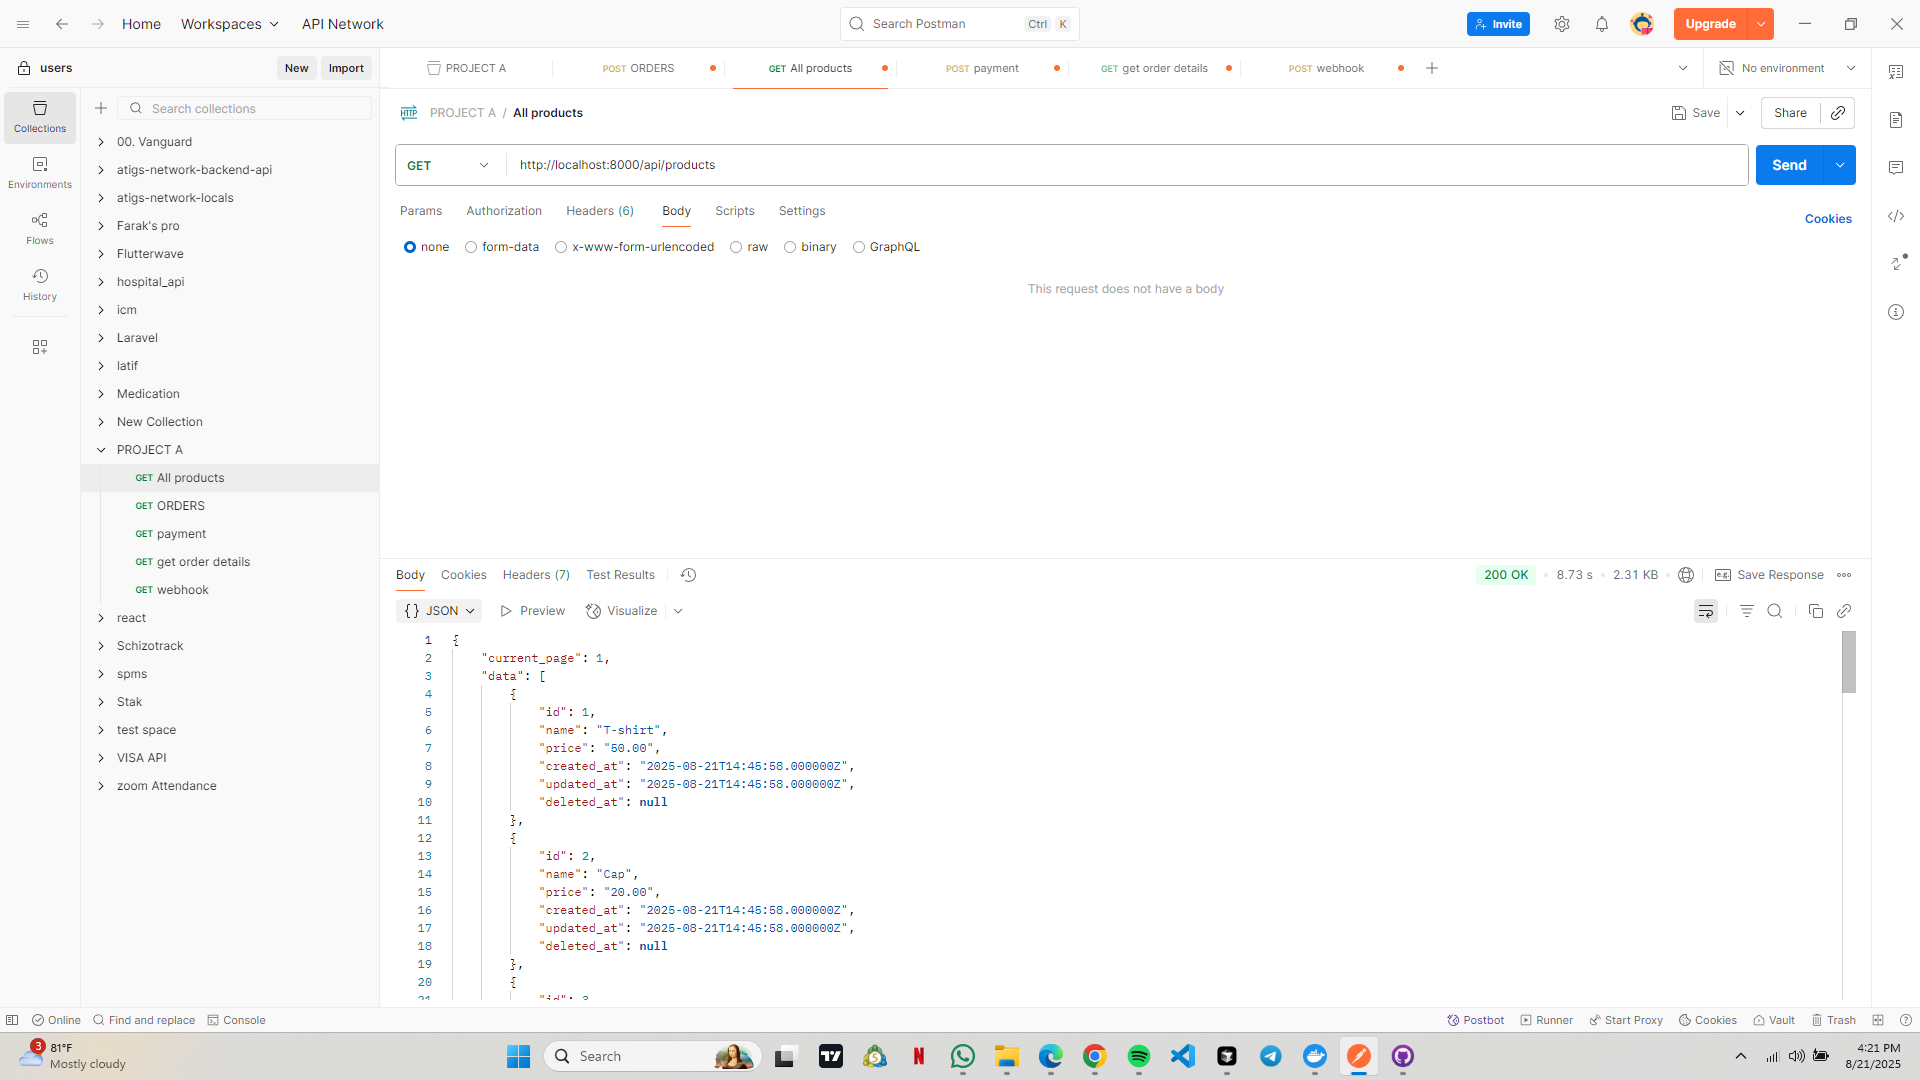 Home
Workspaces
API Network
Search Postman
Ctrl
K
Invite
Upgrade
users
New
Import
PROJECT A
POST ORDERS
GET All products
POST payment
GET get order details
POST webhook
No environment
Collections
Environments
Flows
History
Search collections
00. Vanguard
atigs-network-backend-api
atigs-network-locals
Farak's pro
Flutterwave
hospital_api
icm
Laravel
latif
Medication
New Collection
PROJECT A
GET All products
GET ORDERS
GET payment
GET get order details
GET webhook
react
Schizotrack
spms
Stak
test space
VISA API
zoom Attendance
HTTP PROJECT A / All products
Save
Share
GET
http://localhost:8000/api/products
Send
Params
Authorization
Headers (6)
Body
Scripts
Settings
Cookies
none
form-data
x-www-form-urlencoded
raw
binary
GraphQL
This request does not have a body
Body
Cookies
Headers (7)
Test Results
200 OK
8.73 s
2.31 KB
e.g.
Save Response
{} JSON
Preview
Visualize
1 {
2 "current_page": 1,
3 "data": [
4 {
5 "id": 1,
6 "name": "T-shirt",
7 "price": "50.00",
8 "created_at": "2025-08-21T14:45:58.000000Z",
9 "updated_at": "2025-08-21T14:45:58.000000Z",
10 "deleted_at": null
11 },
12 {
13 "id": 2,
14 "name": "Cap",
15 "price": "20.00",
16 "created_at": "2025-08-21T14:45:58.000000Z",
17 "updated_at": "2025-08-21T14:45:58.000000Z",
18 "deleted_at": null
19 },
20 {
21 "id": 3
Online
Find and replace
Console
Postbot
Runner
Start Proxy
Cookies
Vault
Trash
3
81°F
Mostly cloudy
Search
4:21 PM
8/21/2025